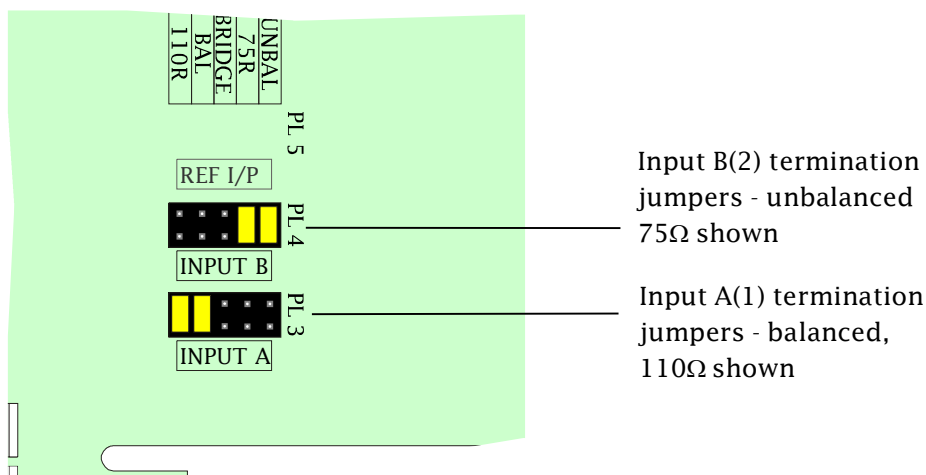 110R
BAL
BRIDGE
75R
UNBAL
PL 5
REF I/P
PL 4
INPUT B
PL 3
INPUT A
Input B(2) termination
jumpers - unbalanced
75Ω shown
Input A(1) termination
jumpers - balanced,
110Ω shown